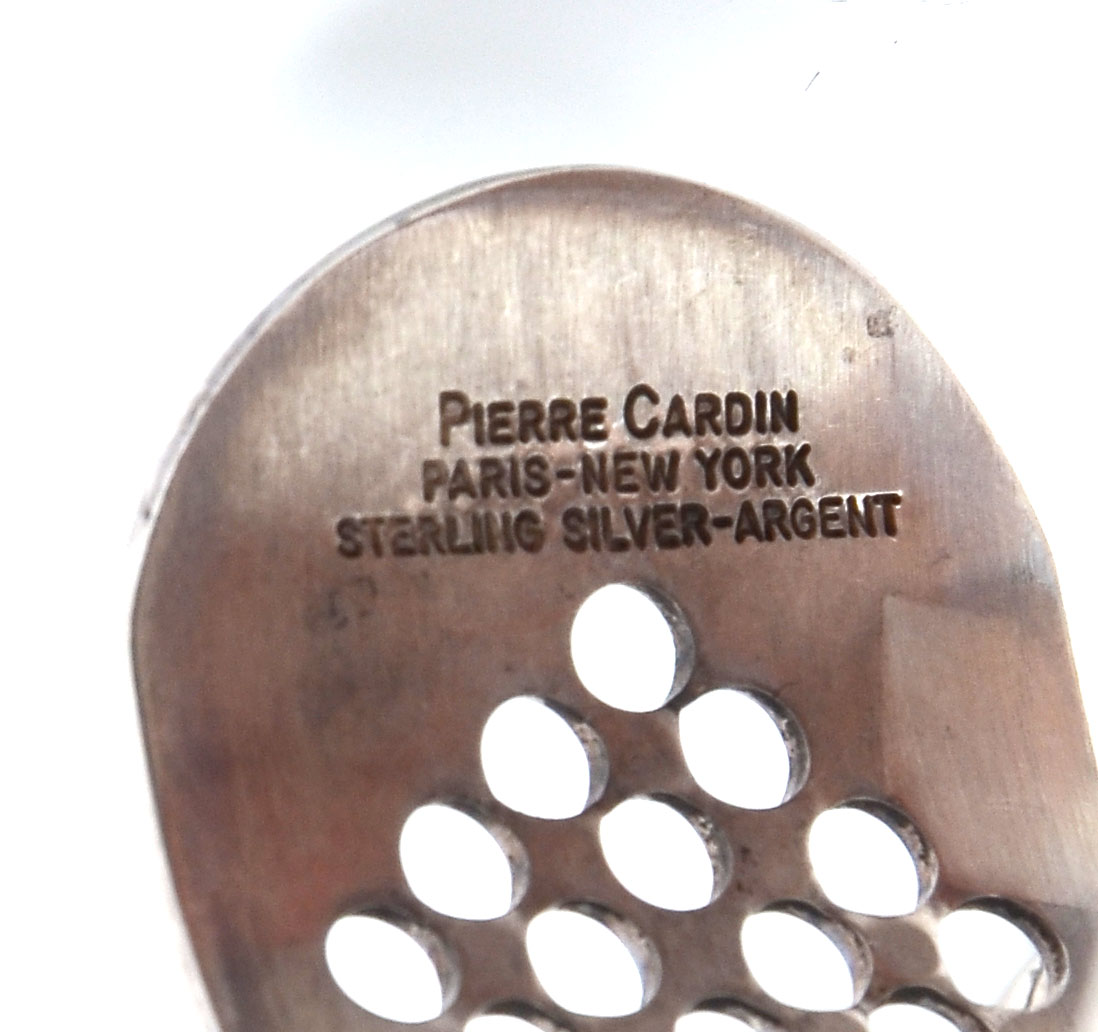 PIERRE CARDIN
PARIS-NEW YORK
STERLING SILVER-ARGENT